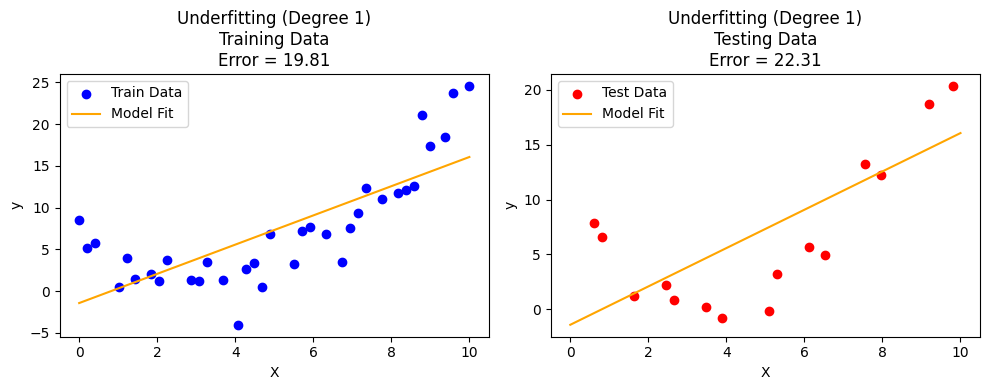 Underfitting (Degree 1)
Training Data
Error = 19.81
Train Data
Model Fit
25
20
15
10
5
0
−5
y
0
2
4
6
8
10
X
Underfitting (Degree 1)
Testing Data
Error = 22.31
Test Data
Model Fit
20
15
10
5
0
y
0
2
4
6
8
10
X